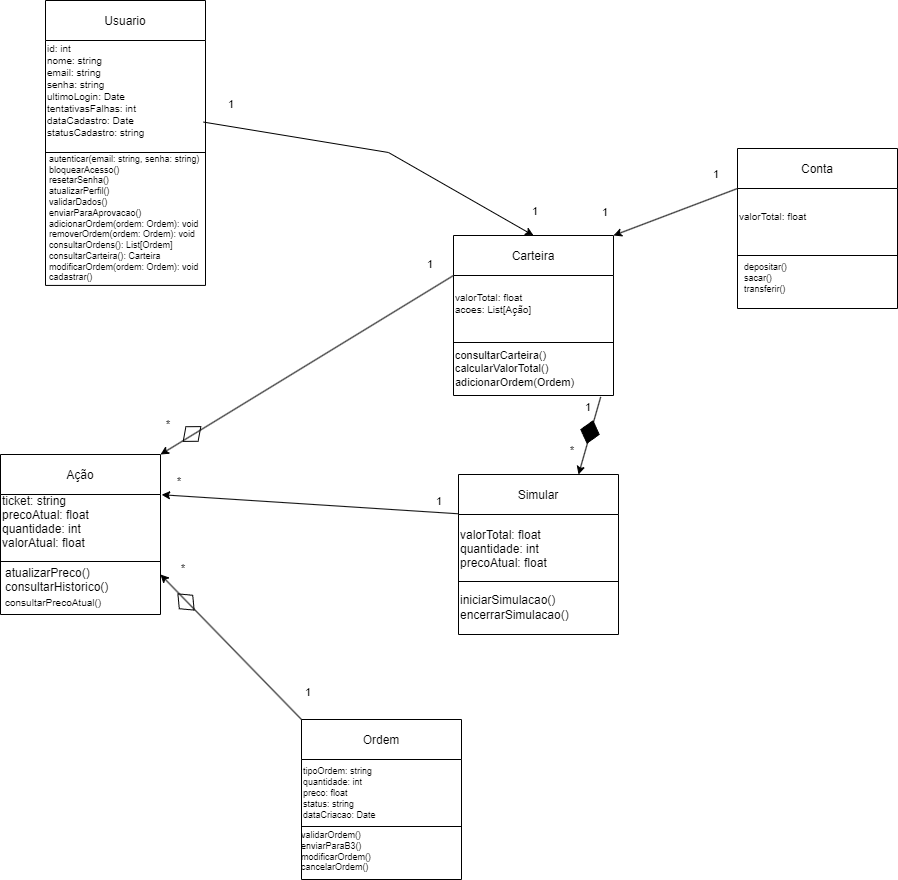 Usuario
id: int
nome: string
email: string
senha: string
ultimoLogin: Date
tentativasFalhas: int
dataCadastro: Date
statusCadastro: string
autenticar(email: string, senha: string)
bloquearAcesso()
resetarSenha()
atualizarPerfil()
validarDados()
enviarParaAprovacao()
adicionarOrdem(ordem: Ordem): void
removerOrdem(ordem: Ordem): void
consultarOrdens(): List[Ordem]
consultarCarteira(): Carteira
modificarOrdem(ordem: Ordem): void
cadastrar()
1
1
Conta
valorTotal: float
depositar()
sacar()
transferir()
1
1
Carteira
valorTotal: float
acoes: List[Ação]
consultarCarteira()
calcularValorTotal()
adicionarOrdem(Ordem)
1
*
1
*
Ação
ticket: string
precoAtual: float
quantidade: int
valorAtual: float
atualizarPreco()
consultarHistorico()
consultarPrecoAtual()
*
1
Simular
valorTotal: float
quantidade: int
precoAtual: float
iniciarSimulacao()
encerrarSimulacao()
*
1
Ordem
tipoOrdem: string
quantidade: int
preco: float
status: string
dataCriacao: Date
validarOrdem()
enviarParaB3()
modificarOrdem()
cancelarOrdem()